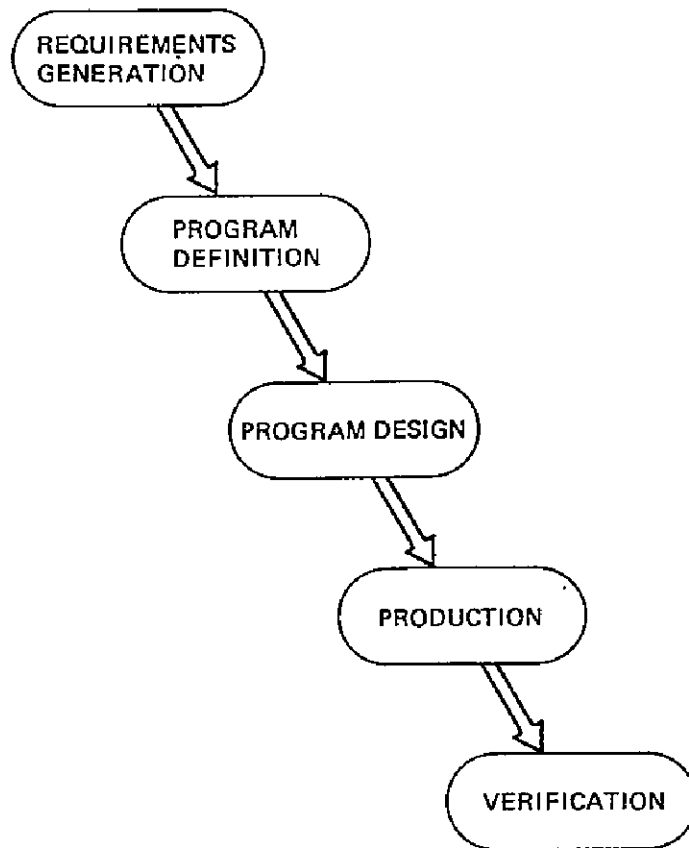 REQUIREMENTS
GENERATION
PROGRAM
DEFINITION
PROGRAM DESIGN
PRODUCTION
VERIFICATION